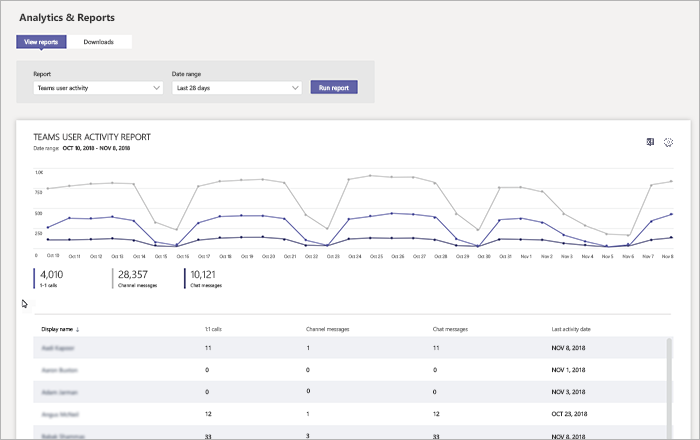 Analytics & Reports
View reports Downloads
Report Date range
Teams user activity Last 28 days Run report
TEAMS USER ACTIVITY REPORT
Date range: OCT 10, 2018 - NOV 8, 2018
1.0K
750
500
250
0
Oct 10 Oct 11 Oct 12 Oct 13 Oct 14 Oct 15 Oct 16 Oct 17 Oct 18 Oct 19 Oct 20 Oct 21 Oct 22 Oct 23 Oct 24 Oct 25 Oct 26 Oct 27 Oct 28 Oct 29 Oct 30 Oct 31 Nov 1 Nov 2 Nov 3 Nov 4 Nov 5 Nov 6 Nov 7 Nov 8
4,010 28,357 10,121
1-1 calls Channel messages Chat messages
Display name ↓ 1:1 calls Channel messages Chat messages Last activity date
11 1 11 NOV 8, 2018
0 0 0 NOV 1, 2018
0 0 0 NOV 3, 2018
12 1 12 OCT 23, 2018
33 3 33 NOV 8, 2018